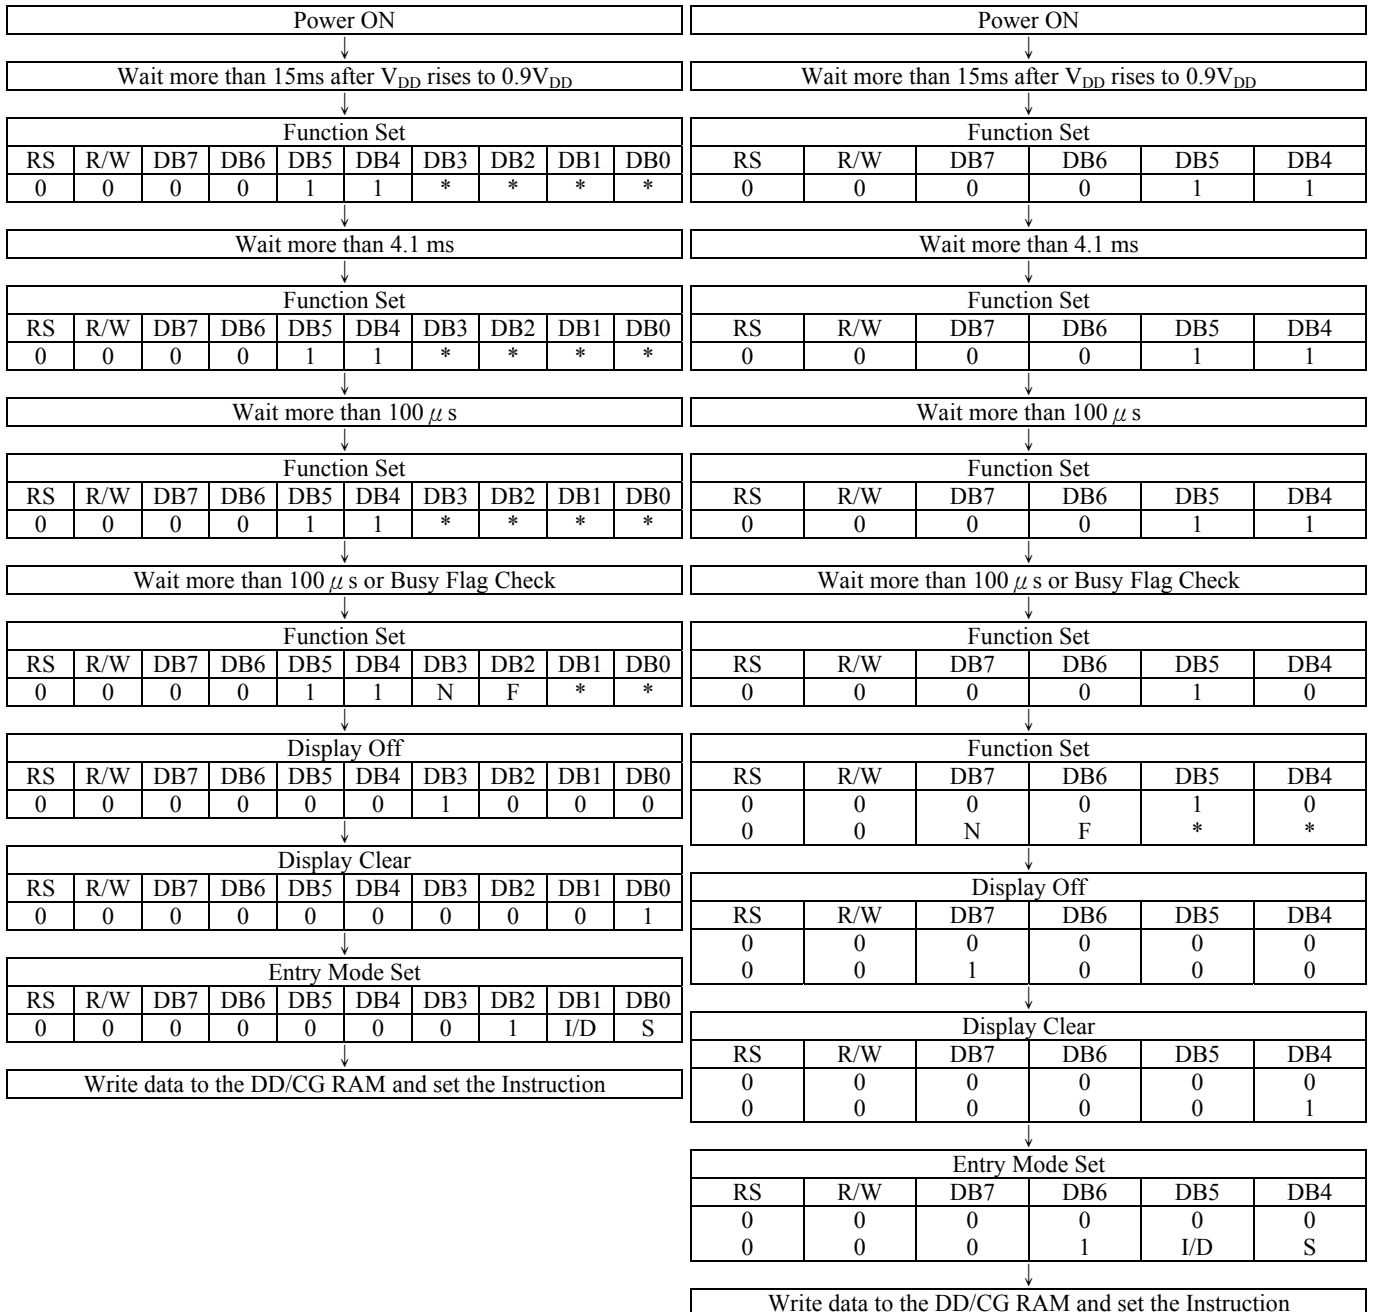 Power ON
↓
Wait more than 15ms after VDD rises to 0.9VDD
↓
Function Set
RS R/W DB7 DB6 DB5 DB4 DB3 DB2 DB1 DB0
0 0 0 0 1 1 * * * *
↓
Wait more than 4.1 ms
↓
Function Set
RS R/W DB7 DB6 DB5 DB4 DB3 DB2 DB1 DB0
0 0 0 0 1 1 * * * *
↓
Wait more than 100 μ s
↓
Function Set
RS R/W DB7 DB6 DB5 DB4 DB3 DB2 DB1 DB0
0 0 0 0 1 1 * * * *
↓
Wait more than 100 μ s or Busy Flag Check
↓
Function Set
RS R/W DB7 DB6 DB5 DB4 DB3 DB2 DB1 DB0
0 0 0 0 1 1 N F * *
↓
Display Off
RS R/W DB7 DB6 DB5 DB4 DB3 DB2 DB1 DB0
0 0 0 0 0 0 1 0 0 0
↓
Display Clear
RS R/W DB7 DB6 DB5 DB4 DB3 DB2 DB1 DB0
0 0 0 0 0 0 0 0 0 1
↓
Entry Mode Set
RS R/W DB7 DB6 DB5 DB4 DB3 DB2 DB1 DB0
0 0 0 0 0 0 0 1 I/D S
↓
Write data to the DD/CG RAM and set the Instruction
Power ON
↓
Wait more than 15ms after VDD rises to 0.9VDD
↓
Function Set
RS R/W DB7 DB6 DB5 DB4
0 0 0 0 1 1
↓
Wait more than 4.1 ms
↓
Function Set
RS R/W DB7 DB6 DB5 DB4
0 0 0 0 1 1
↓
Wait more than 100 μ s
↓
Function Set
RS R/W DB7 DB6 DB5 DB4
0 0 0 0 1 1
↓
Wait more than 100 μ s or Busy Flag Check
↓
Function Set
RS R/W DB7 DB6 DB5 DB4
0 0 0 0 1 0
↓
Function Set
RS R/W DB7 DB6 DB5 DB4
0 0 0 0 1 0
0 0 N F * *
↓
Display Off
RS R/W DB7 DB6 DB5 DB4
0 0 0 0 0 0
0 0 1 0 0 0
↓
Display Clear
RS R/W DB7 DB6 DB5 DB4
0 0 0 0 0 0
0 0 0 0 0 1
↓
Entry Mode Set
RS R/W DB7 DB6 DB5 DB4
0 0 0 0 0 0
0 0 0 1 I/D S
↓
Write data to the DD/CG RAM and set the Instruction